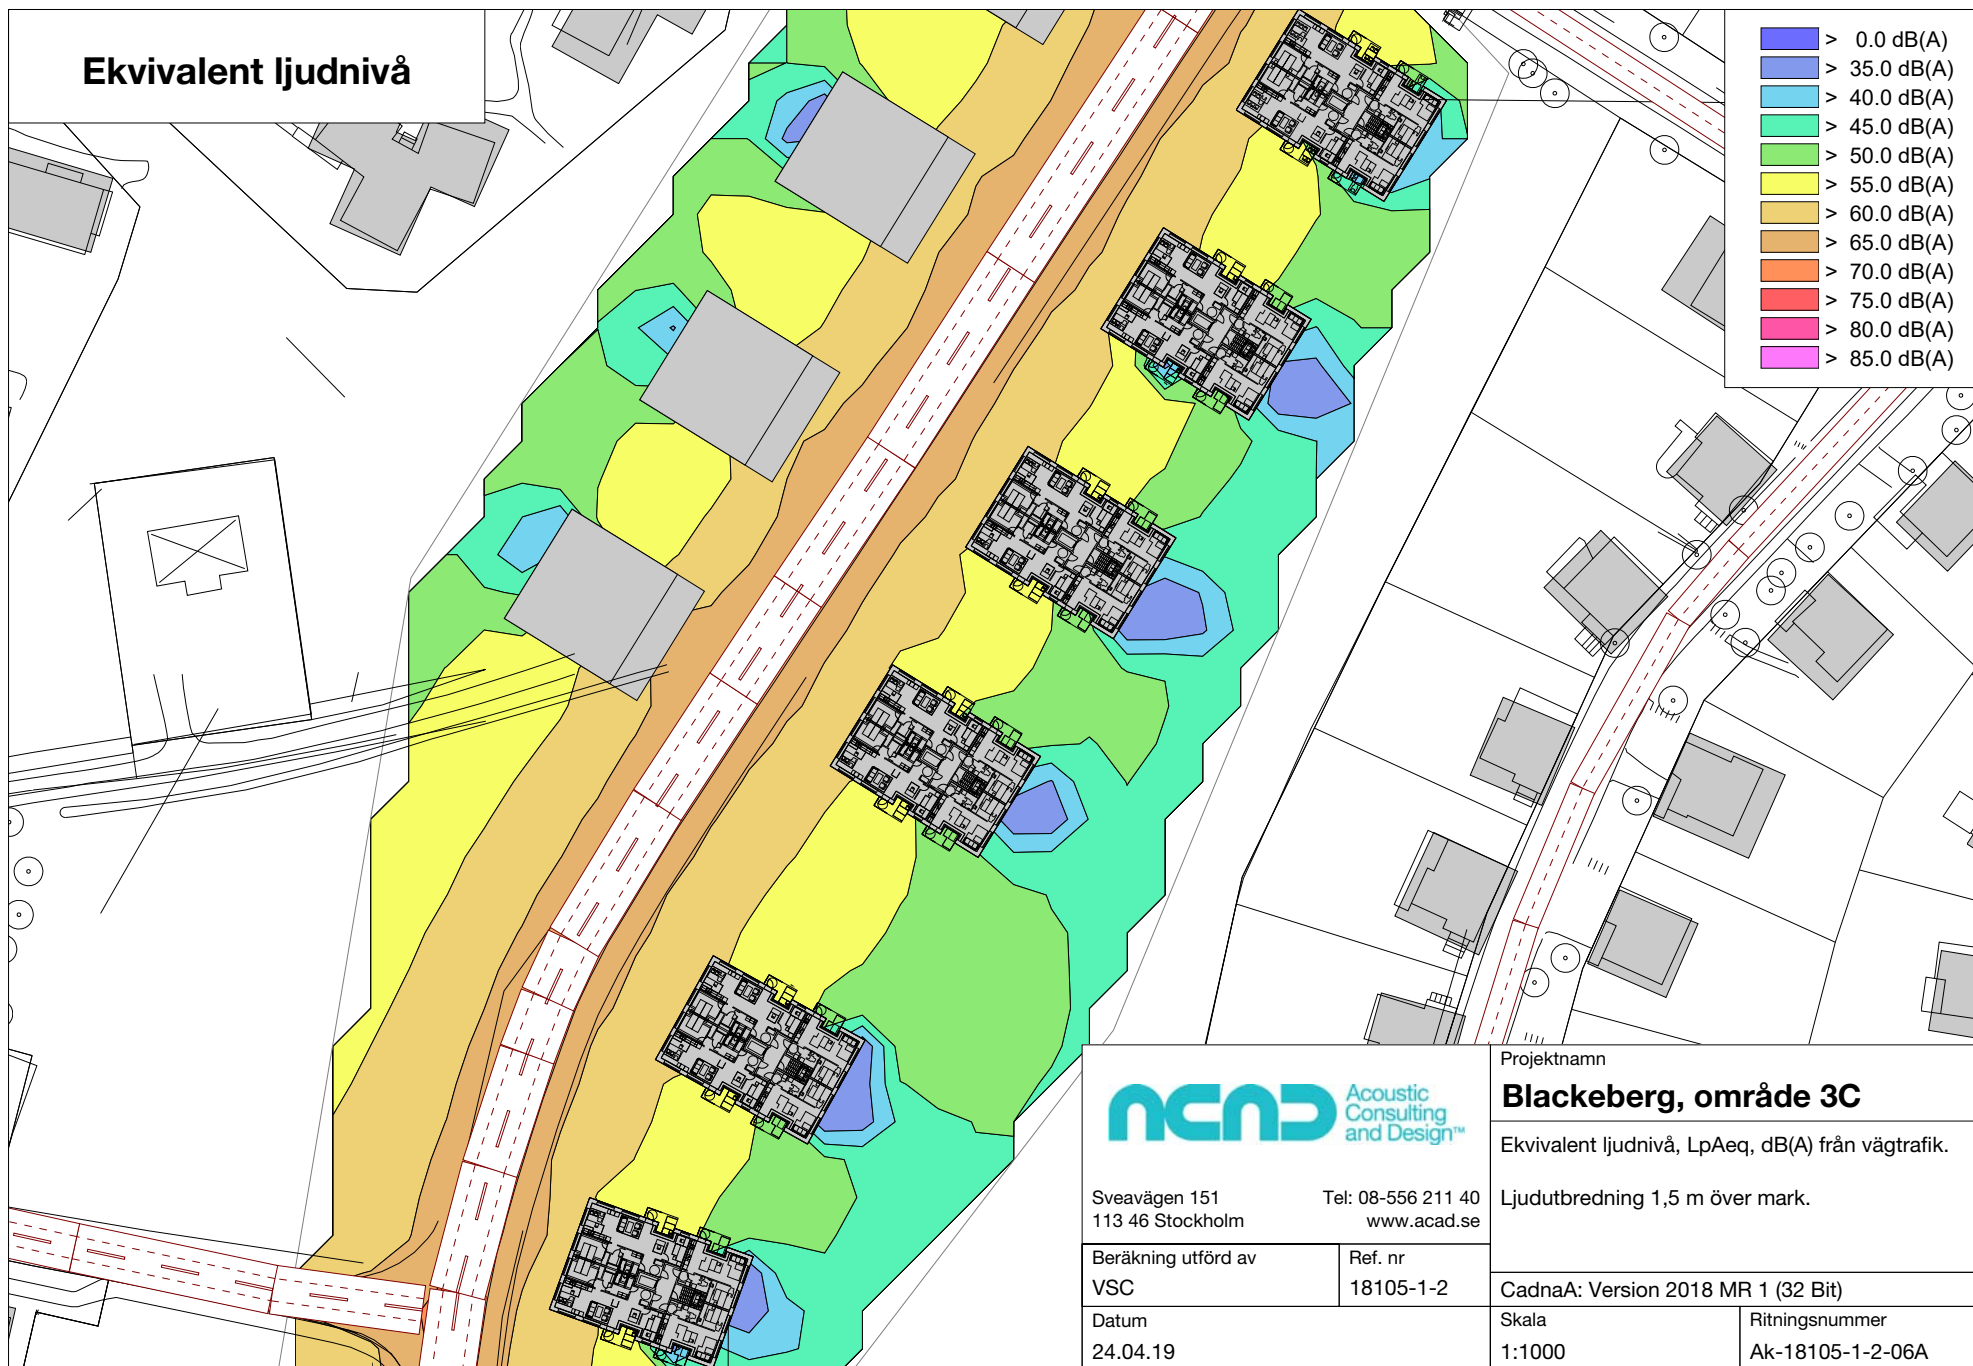 Ekvivalent ljudnivå
> 0.0 dB(A)
> 35.0 dB(A)
> 40.0 dB(A)
> 45.0 dB(A)
> 50.0 dB(A)
> 55.0 dB(A)
> 60.0 dB(A)
> 65.0 dB(A)
> 70.0 dB(A)
> 75.0 dB(A)
> 80.0 dB(A)
> 85.0 dB(A)
ACAD
Acoustic
Consulting
and Design™
Sveavägen 151
113 46 Stockholm
Tel: 08-556 211 40
www.acad.se
Beräkning utförd av
VSC
Ref. nr
18105-1-2
Datum
24.04.19
Projektnamn
Blackeberg, område 3C
Ekvivalent ljudnivå, LpAeq, dB(A) från vägtrafik.
Ljudutbredning 1,5 m över mark.
CadnaA: Version 2018 MR 1 (32 Bit)
Skala
1:1000
Ritningsnummer
Ak-18105-1-2-06A